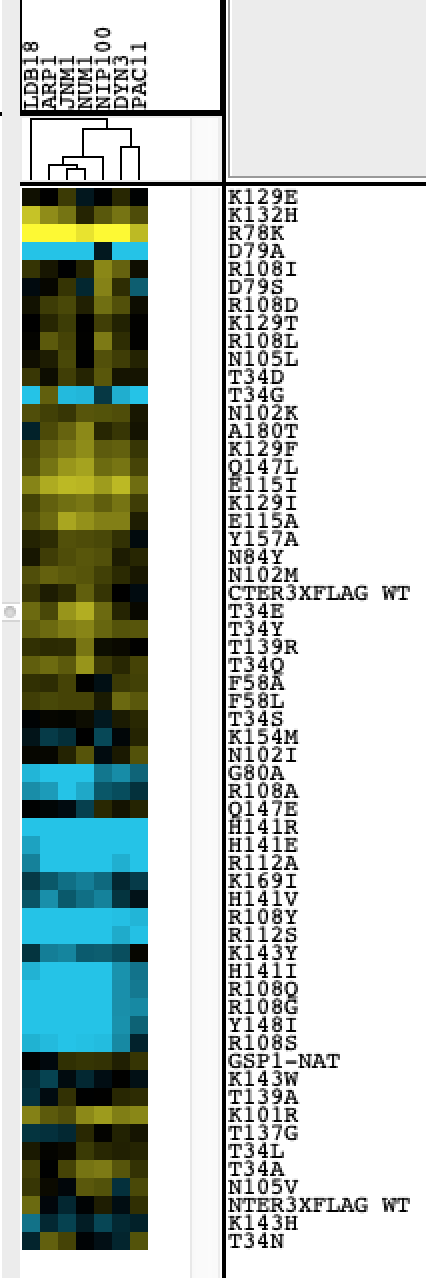 LDB18
ARP1
JNM1
NUM1
NIP100
DYN3
PAC11
K129E
K132H
R78K
D79A
R108I
D79S
R108D
K129T
R108L
N105L
T34D
T34G
N102K
A180T
K129F
Q147L
E115I
K129I
E115A
Y157A
N84Y
N102M
CTER3XFLAG WT
T34E
T34Y
T139R
T34Q
F58A
F58L
T34S
K154M
N102I
G80A
R108A
Q147E
H141R
H141E
R112A
K169I
H141V
R108Y
R112S
K143Y
H141I
R108Q
R108G
Y148I
R108S
GSP1-NAT
K143W
T139A
K101R
T137G
T34L
T34A
N105V
NTER3XFLAG WT
K143H
T34N